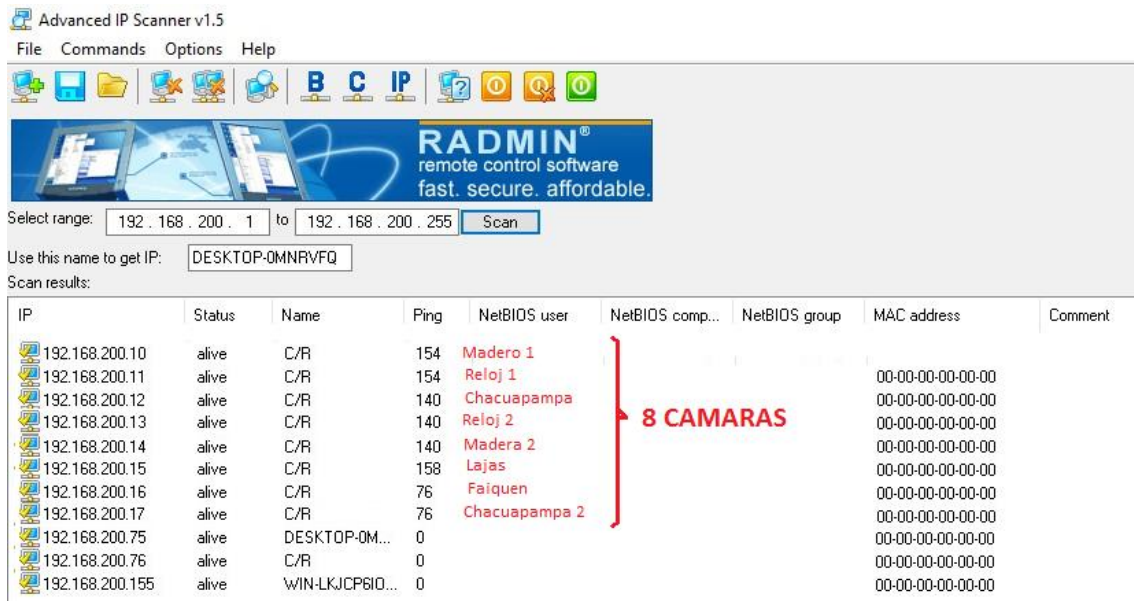 Advanced IP Scanner v1.5
File Commands Options Help
B C IP
RADMIN®
remote control software
fast. secure. affordable.
Select range: 192 . 168 . 200 . 1 to 192 . 168 . 200 . 255 Scan
Use this name to get IP: DESKTOP-0MNRVFQ
Scan results:
IP Status Name Ping NetBIOS user NetBIOS comp... NetBIOS group MAC address Comment
192.168.200.10 alive C/R 154 Madero 1
192.168.200.11 alive C/R 154 Reloj 1 00-00-00-00-00-00
192.168.200.12 alive C/R 140 Chacuapampa 00-00-00-00-00-00
192.168.200.13 alive C/R 140 Reloj 2 8 CAMARAS 00-00-00-00-00-00
192.168.200.14 alive C/R 140 Madera 2 00-00-00-00-00-00
192.168.200.15 alive C/R 158 Lajas 00-00-00-00-00-00
192.168.200.16 alive C/R 76 Faiquen 00-00-00-00-00-00
192.168.200.17 alive C/R 76 Chacuapampa 2 00-00-00-00-00-00
192.168.200.75 alive DESKTOP-0M... 0 00-00-00-00-00-00
192.168.200.76 alive C/R 0 00-00-00-00-00-00
192.168.200.155 alive WIN-LKJCP6IO... 0 00-00-00-00-00-00